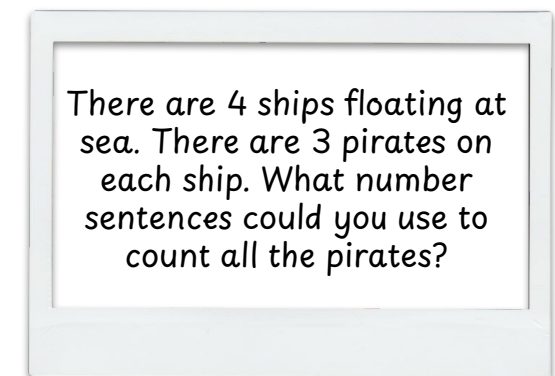 There are 4 ships floating at
sea. There are 3 pirates on
each ship. What number
sentences could you use to
count all the pirates?